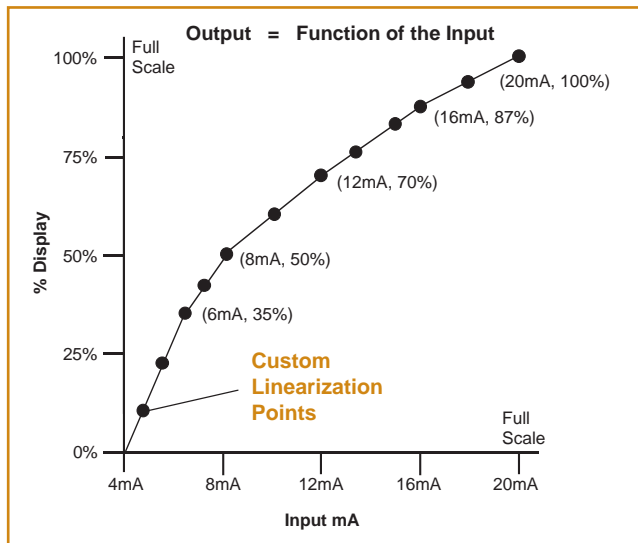 Output = Function of the Input
Full
Scale
100%
(20mA, 100%)
(16mA, 87%)
75%
(12mA, 70%)
% Display
50%
(8mA, 50%)
(6mA, 35%)
25%
Custom
Linearization
Points
Full
Scale
0%
4mA
8mA
12mA
16mA
20mA
Input mA